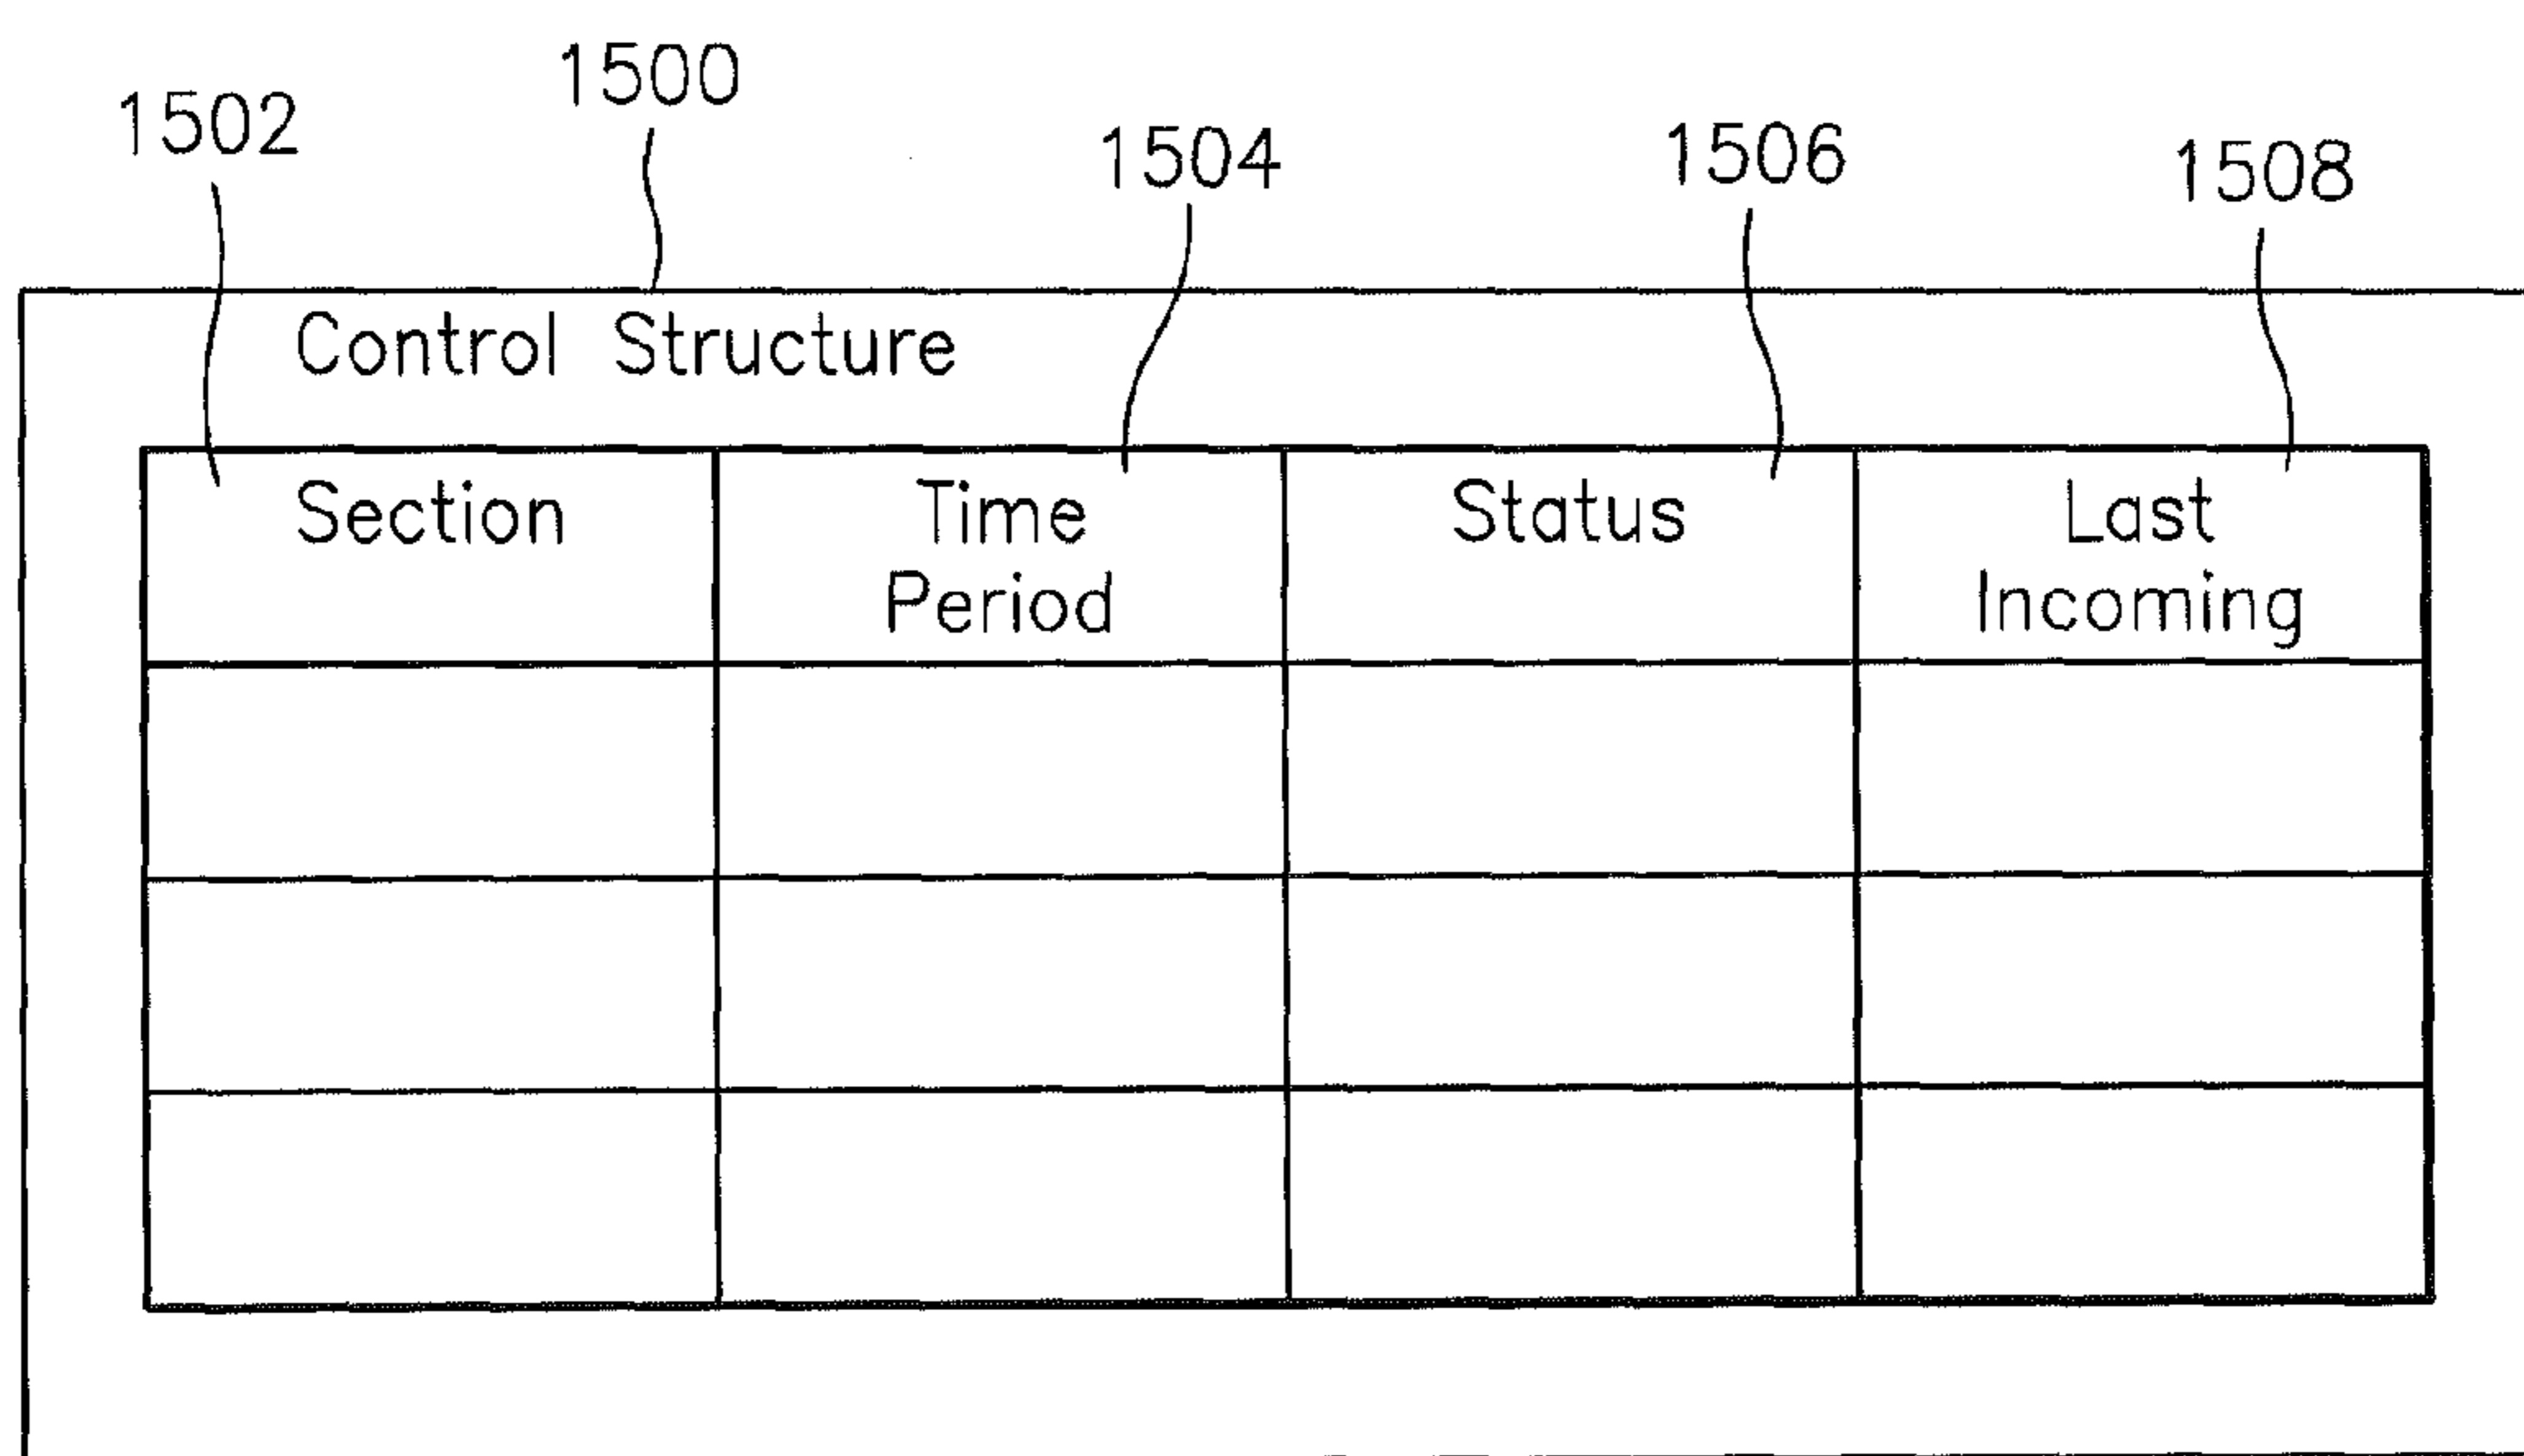 1500
1502
1504
1506
1508
Control Structure
Section
Time
Period
Status
Last
Incoming